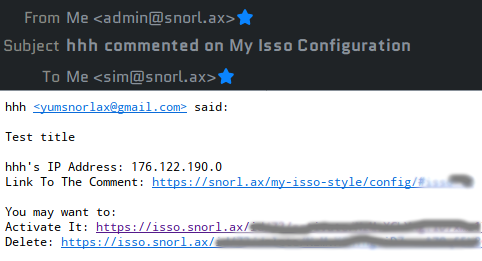 From Me <admin@snorl.ax>
Subject hhh commented on My Isso Configuration
To Me <sim@snorl.ax>
hhh <yumsnorlax@gmail.com> said:
Test title
hhh's IP Address: 176.122.190.0
Link To The Comment: https://snorl.ax/my-isso-style/config/
You may want to:
Activate It: https://isso.snorl.ax/
Delete: https://isso.snorl.ax/